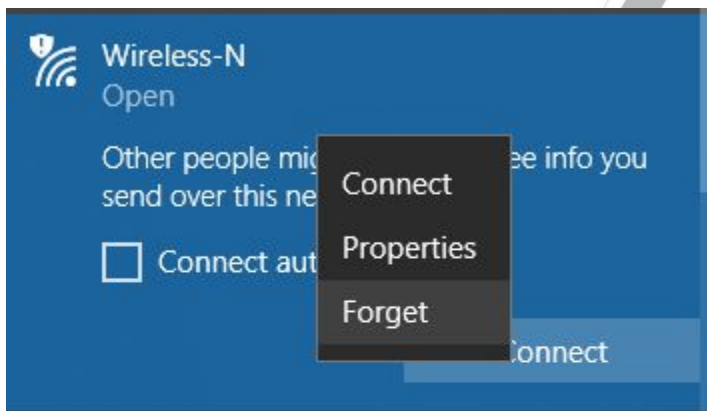 Wireless-N
Open
Other people mig
ee info you
send over this ne
Connect aut
Connect
Properties
Forget
onnect